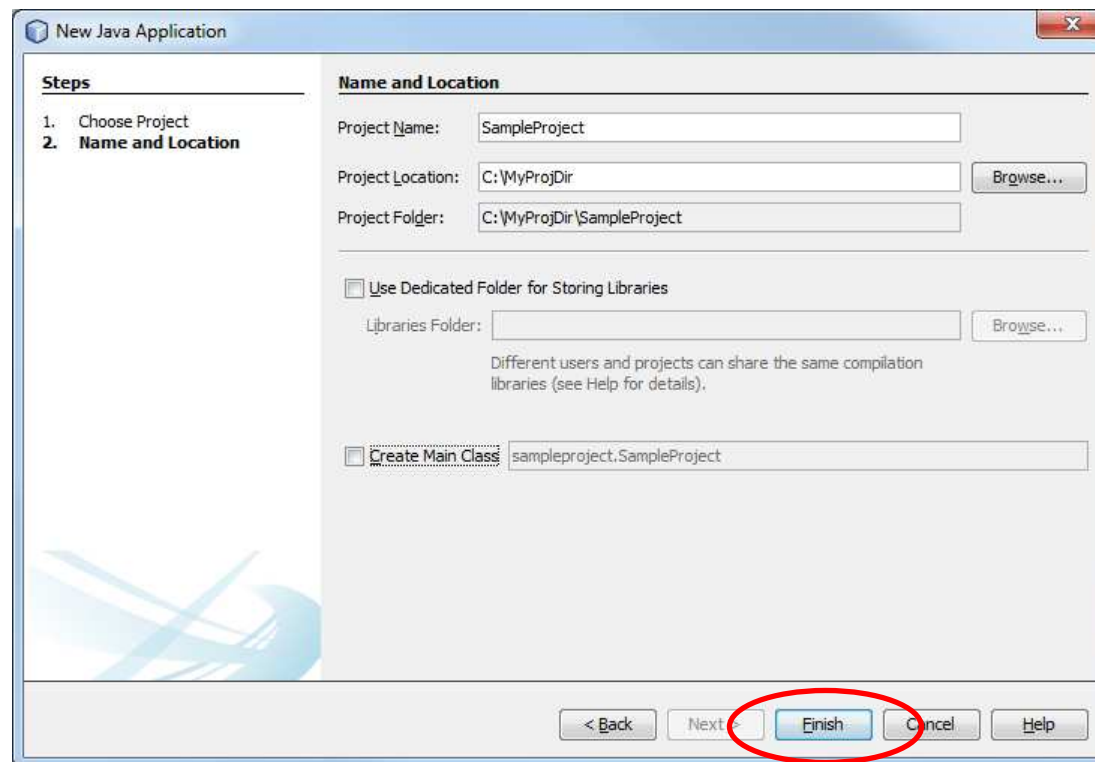 New Java Application
Steps
1. Choose Project
2. Name and Location
Name and Location
Project Name: SampleProject
Project Location: C:\MyProjDir Browse...
Project Folder: C:\MyProjDir\SampleProject
Use Dedicated Folder for Storing Libraries
Libraries Folder: Browse...
Different users and projects can share the same compilation
libraries (see Help for details).
Create Main Class sampleproject.SampleProject
< Back Next > Finish Cancel Help